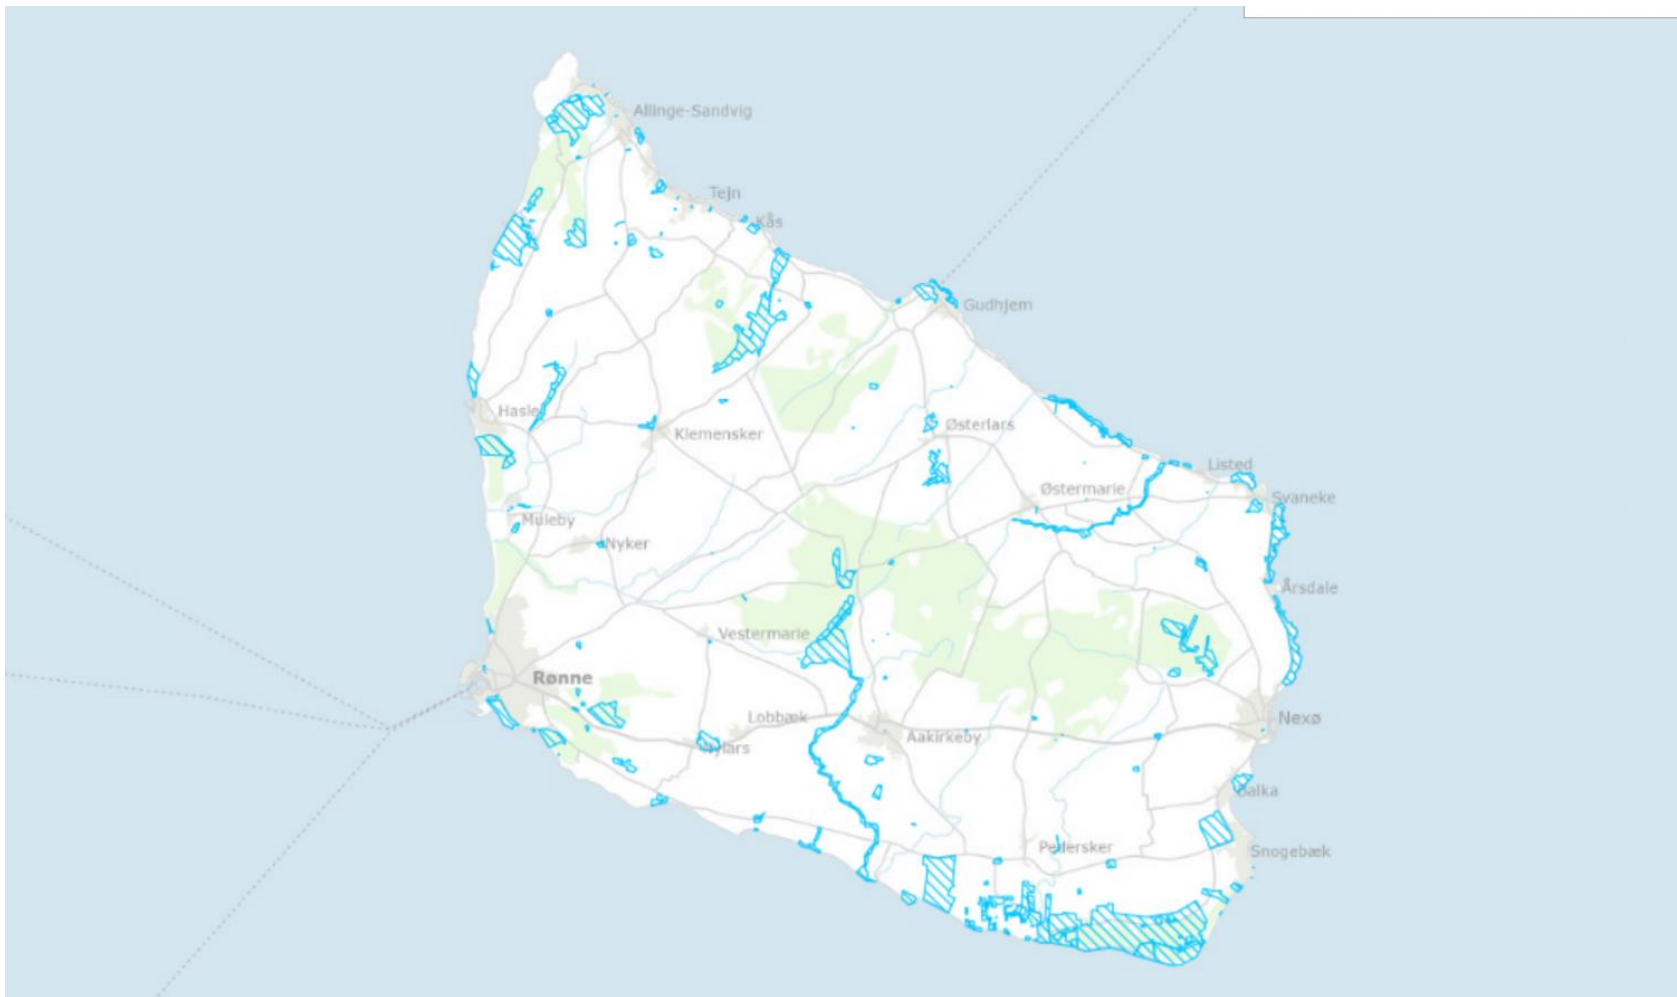 Allinge-Sandvig
Tejn
Kås
Gudhjem
Hasle
Klemensker
Østerlars
Listed
Østermarie
Svaneke
Muleby
Nyker
Årsdale
Vestermarie
Rønne
Lobbæk
Nexø
Aakirkeby
Nylars
Balka
Pedersker
Snogebæk